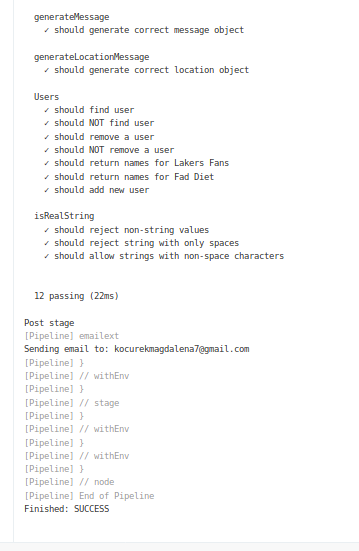 generateMessage
✓ should generate correct message object
generateLocationMessage
✓ should generate correct location object
Users
✓ should find user
✓ should NOT find user
✓ should remove a user
✓ should NOT remove a user
✓ should return names for Lakers Fans
✓ should return names for Fad Diet
✓ should add new user
isRealString
✓ should reject non-string values
✓ should reject string with only spaces
✓ should allow strings with non-space characters
12 passing (22ms)
Post stage
[Pipeline] emailext
Sending email to: kocurekmagdalena7@gmail.com
[Pipeline] }
[Pipeline] // withEnv
[Pipeline] }
[Pipeline] // stage
[Pipeline] }
[Pipeline] // withEnv
[Pipeline] }
[Pipeline] // withEnv
[Pipeline] }
[Pipeline] // node
[Pipeline] End of Pipeline
Finished: SUCCESS